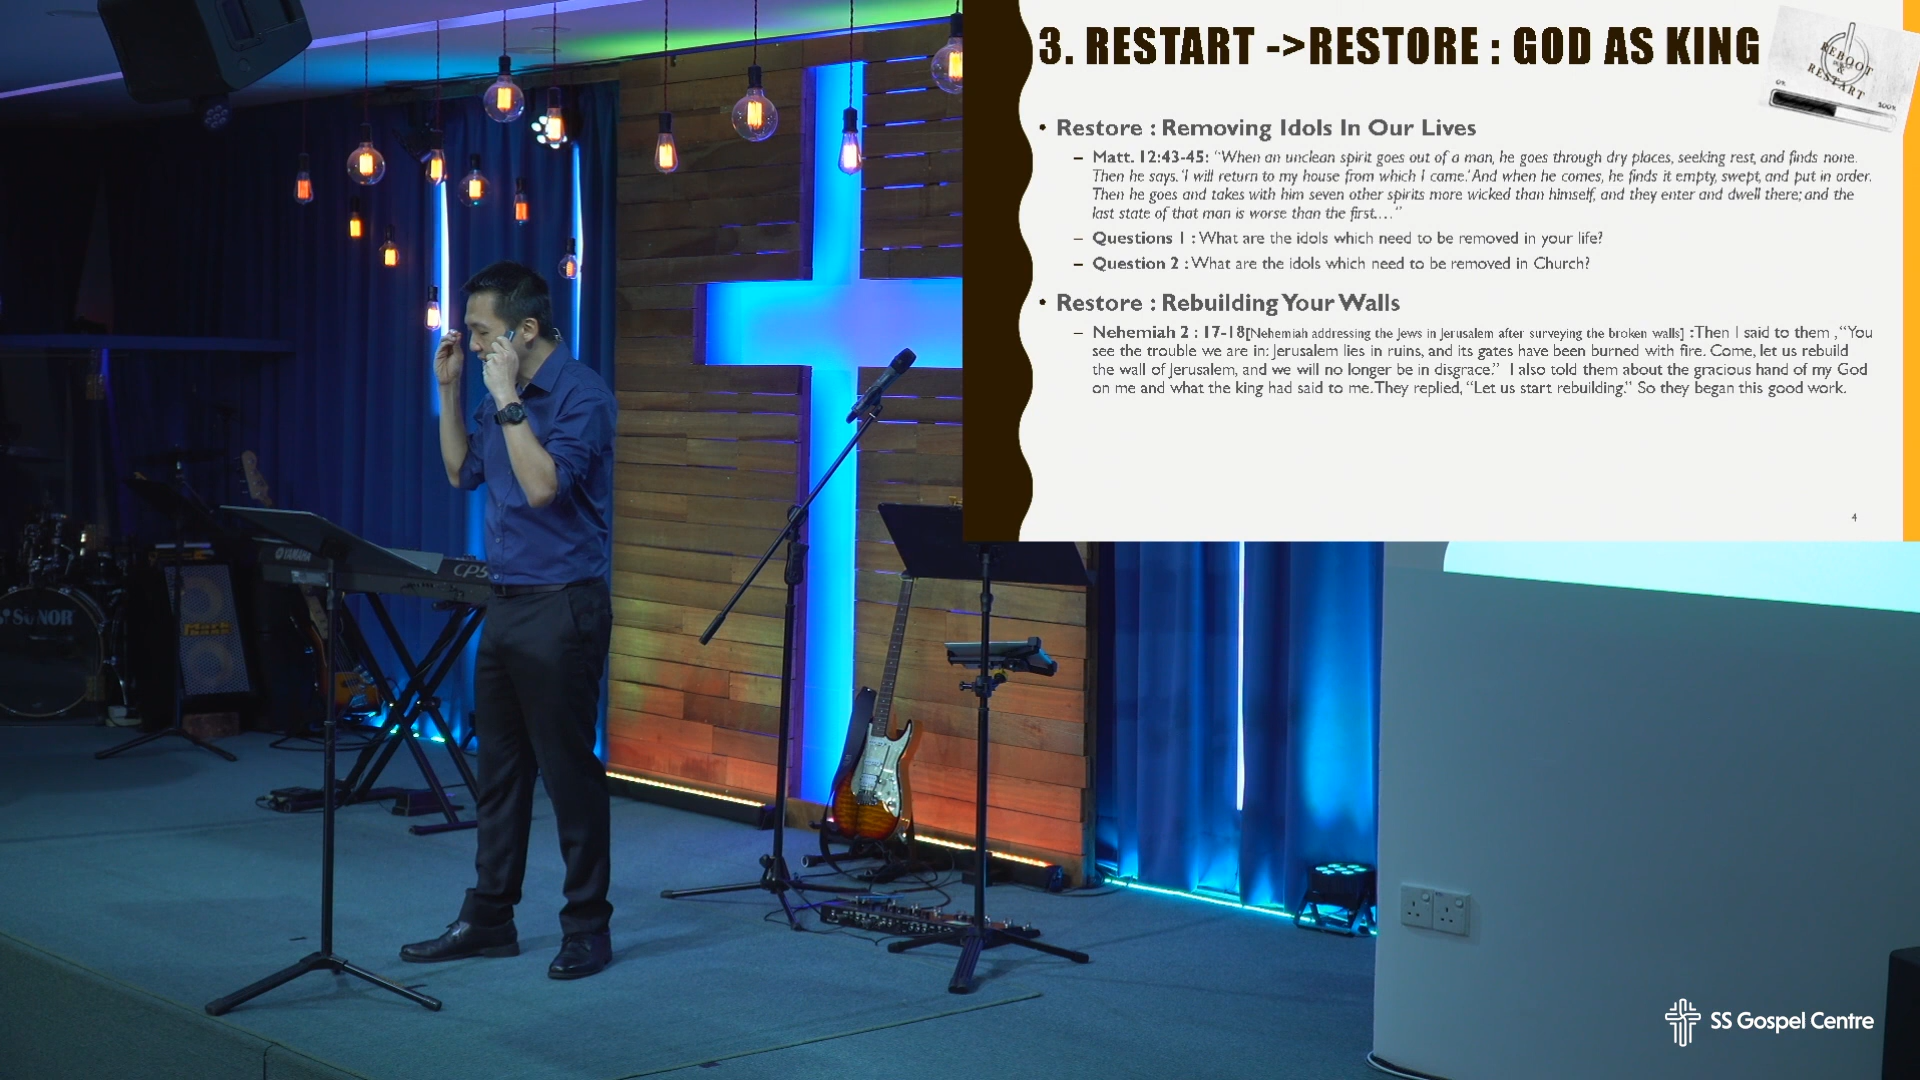 3. RESTART ->RESTORE : GOD AS KING
REBOOT
&
RESTART
0%
100%
• Restore : Removing Idols In Our Lives
– Matt. 12:43-45: “When an unclean spirit goes out of a man, he goes through dry places, seeking rest, and finds none.
Then he says. ‘I will return to my house from which I came.’ And when he comes, he finds it empty, swept, and put in order.
Then he goes and takes with him seven other spirits more wicked than himself, and they enter and dwell there; and the
last state of that man is worse than the first….”
– Questions 1 : What are the idols which need to be removed in your life?
– Question 2 : What are the idols which need to be removed in Church?
• Restore : Rebuilding Your Walls
– Nehemiah 2 : 17-18[Nehemiah addressing the Jews in Jerusalem after surveying the broken walls] :Then I said to them ,“You
see the trouble we are in: Jerusalem lies in ruins, and its gates have been burned with fire. Come, let us rebuild
the wall of Jerusalem, and we will no longer be in disgrace.” I also told them about the gracious hand of my God
on me and what the king had said to me. They replied, “Let us start rebuilding.” So they began this good work.
4
YAMAHA
CP5
SONOR
SS Gospel Centre